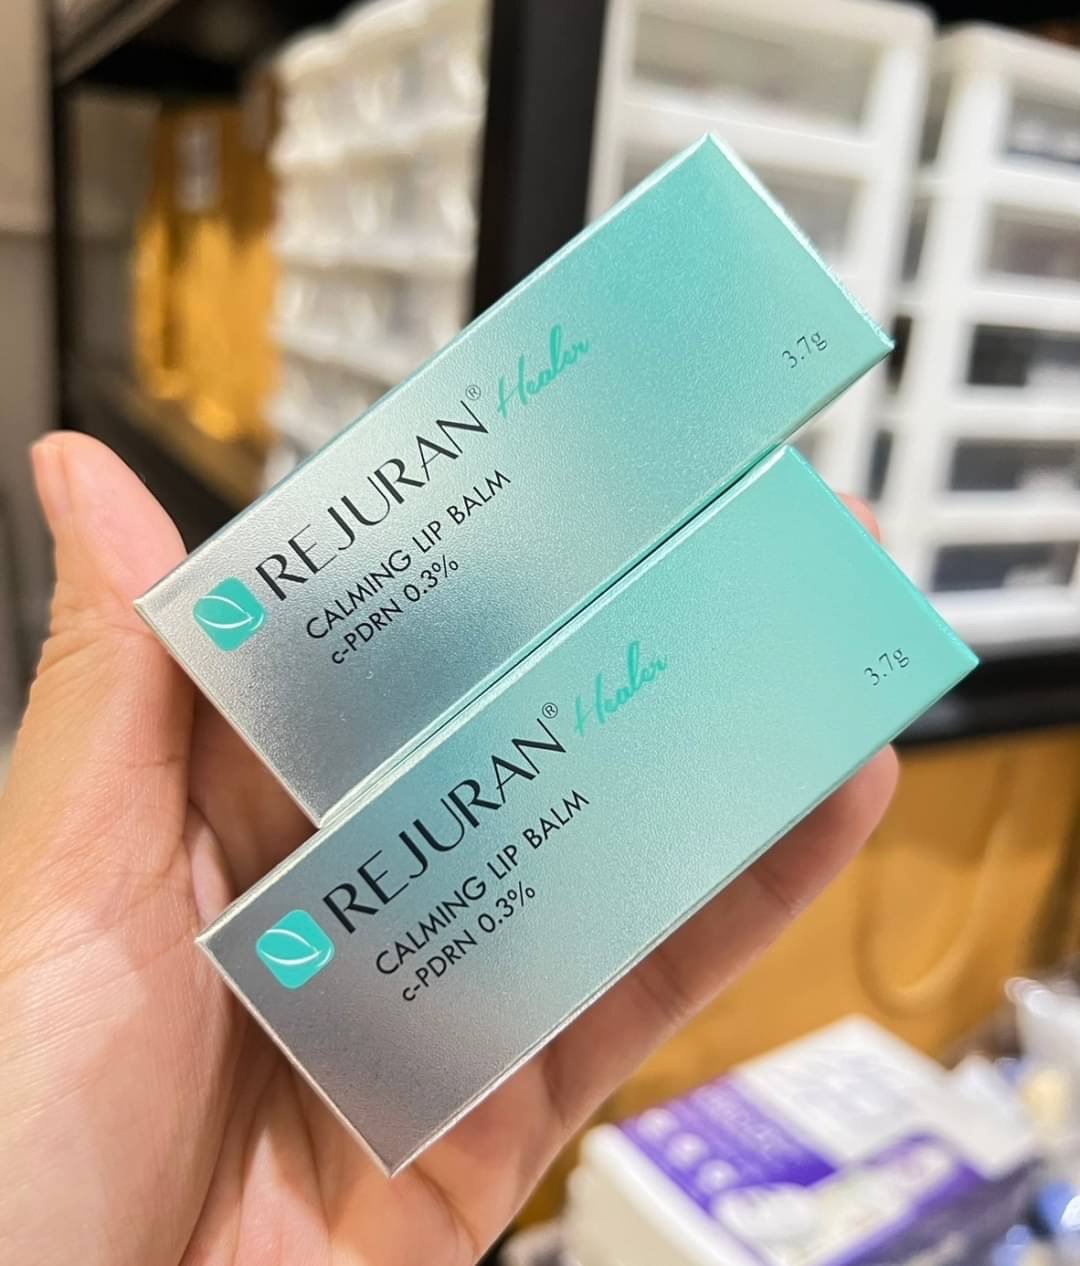 REJURAN® Healer
CALMING LIP BALM
c-PDRN 0.3%
3.7g
REJURAN® Healer
CALMING LIP BALM
c-PDRN 0.3%
3.7g